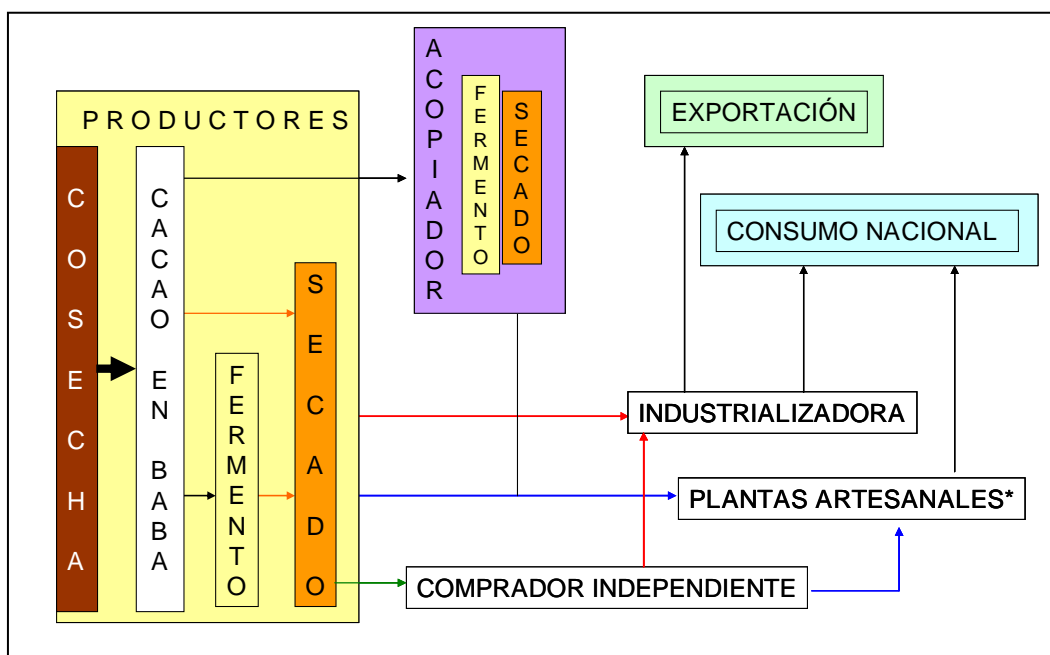 PRODUCTORES
COSECHA
CACAO EN BABA
FERMENTO
SECADO
ACOPIADOR
FERMENTO
SECADO
EXPORTACIÓN
CONSUMO NACIONAL
INDUSTRIALIZADORA
PLANTAS ARTESANALES*
COMPRADOR INDEPENDIENTE